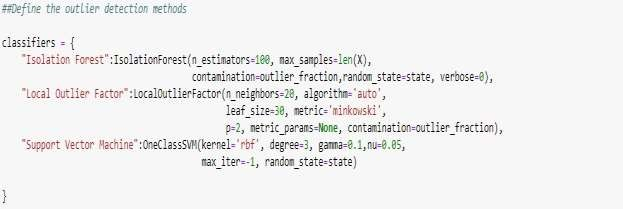 ##Define the outlier detection methods
classifiers = {
"Isolation Forest":IsolationForest(n_estimators=100, max_samples=len(X),
contamination=outlier_fraction,random_state=state, verbose=0),
"Local Outlier Factor":LocalOutlierFactor(n_neighbors=20, algorithm='auto',
leaf_size=30, metric='minkowski',
p=2, metric_params=None, contamination=outlier_fraction),
"Support Vector Machine":OneClassSVM(kernel='rbf', degree=3, gamma=0.1,nu=0.05,
max_iter=-1, random_state=state)
}